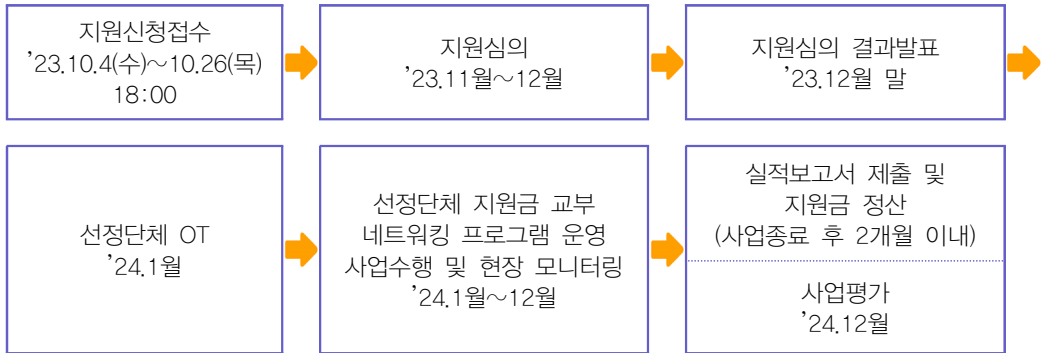 지원신청접수
’23.10.4(수)~10.26(목)
18:00
지원심의
’23.11월~12월
지원심의 결과발표
’23.12월 말
선정단체 OT
’24.1월
선정단체 지원금 교부
네트워킹 프로그램 운영
사업수행 및 현장 모니터링
’24.1월~12월
실적보고서 제출 및
지원금 정산
(사업종료 후 2개월 이내)
사업평가
’24.12월